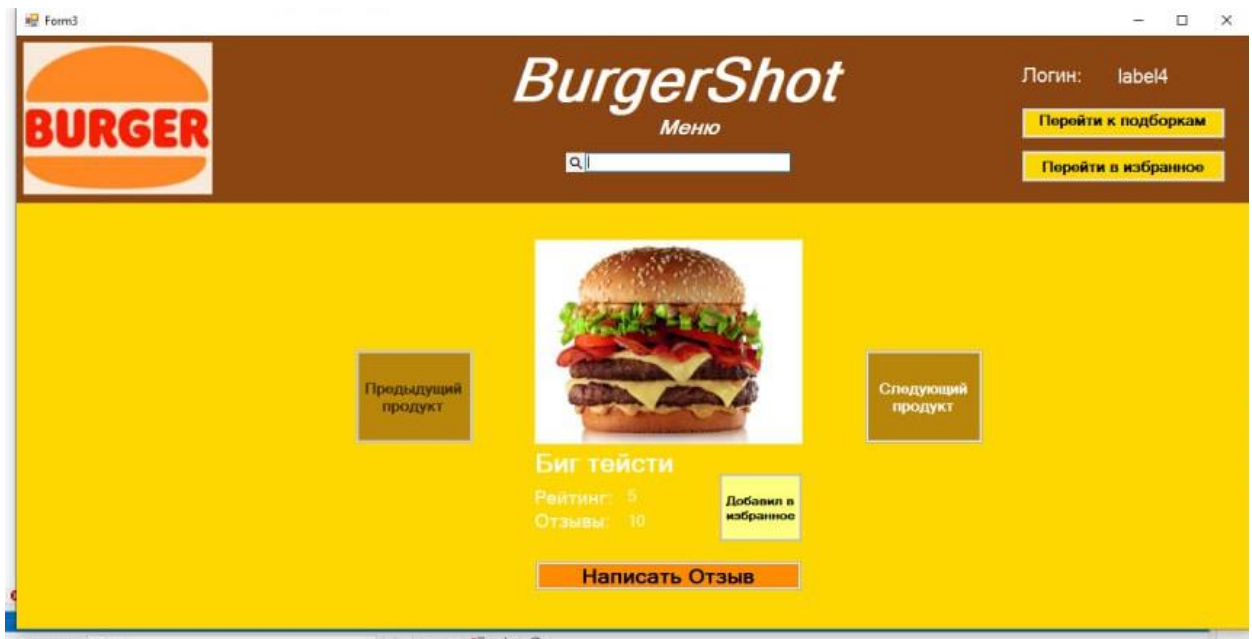 Form3
BURGER
BurgerShot
Меню
Логин: label4
Перейти к подборкам
Перейти в избранное
Предыдущий
продукт
Следующий
продукт
Биг тейсти
Рейтинг: 5
Отзывы: 10
Добавил в
избранное
Написать Отзыв